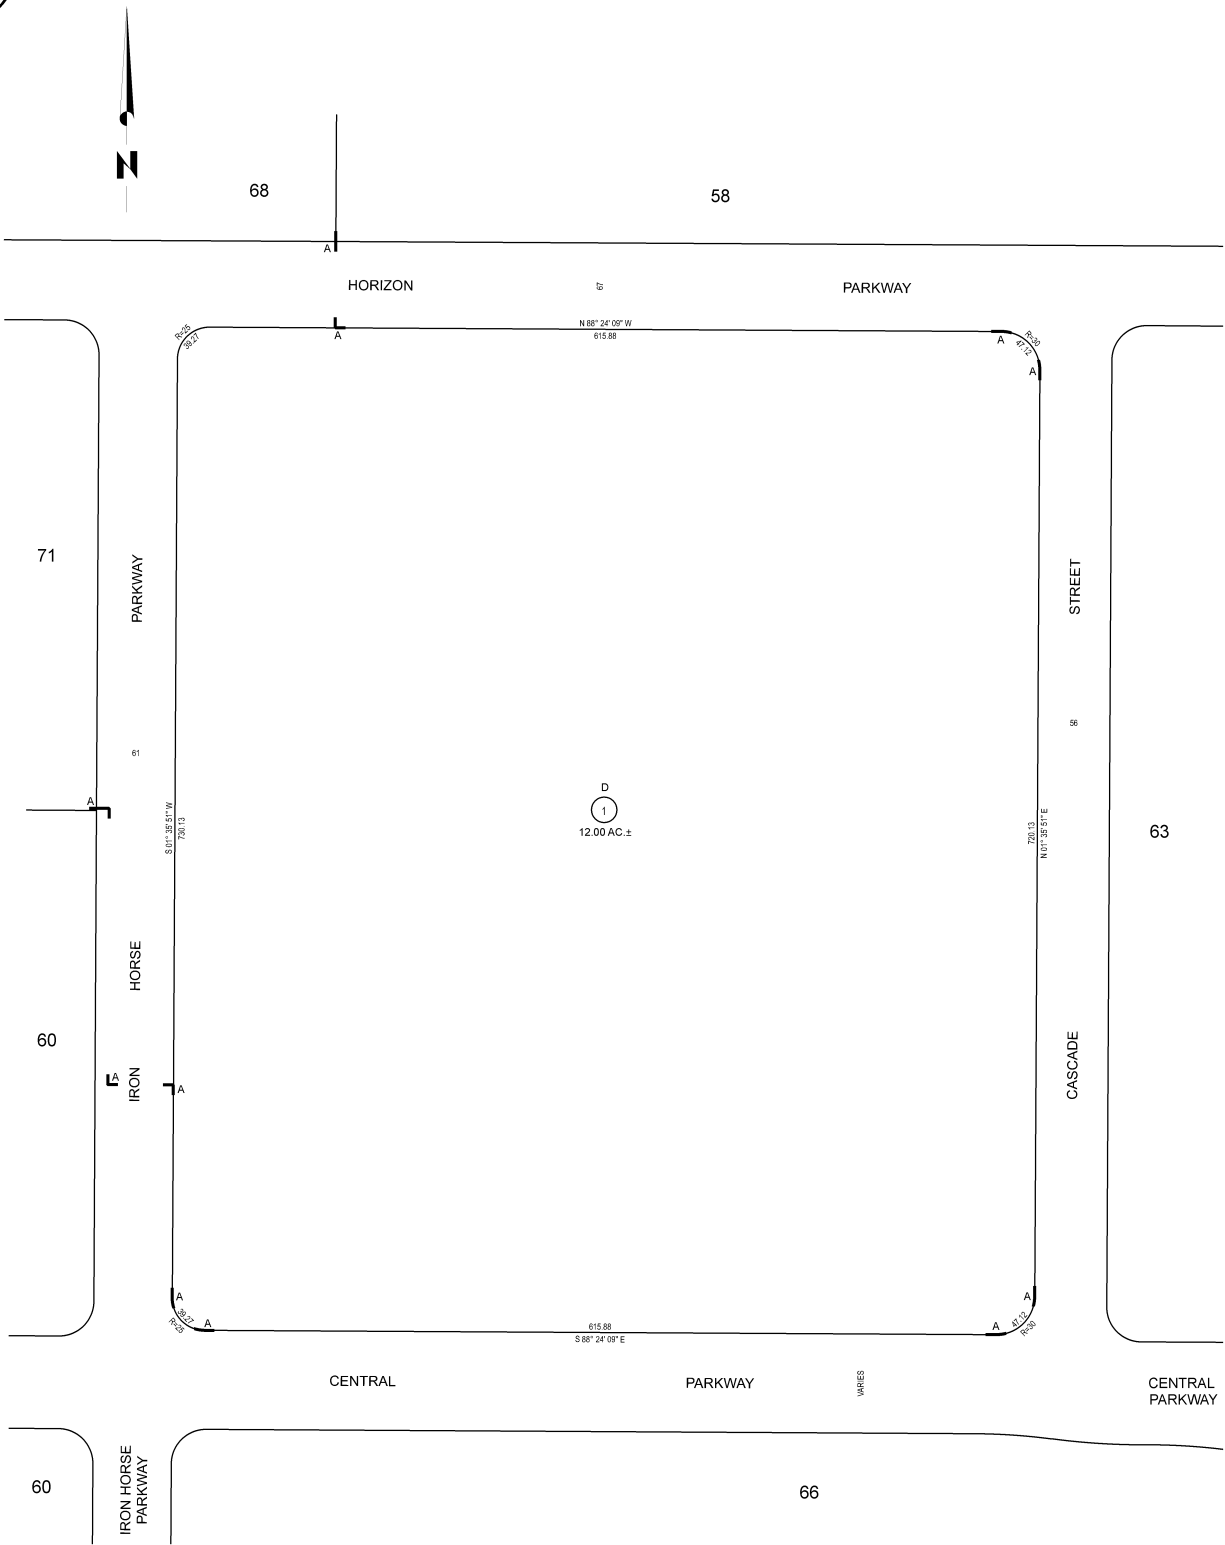 N
68
58
A
HORIZON
67
PARKWAY
A
N 88° 24' 09" W
615.88
R=25
39.27
A
R=30
47.12
A
71
PARKWAY
STREET
61
56
A
D
1
12.00 AC.±
S 01° 35' 51" W
730.13
720.13
N 01° 35' 51" E
63
HORSE
60
A
IRON
A
CASCADE
A
39.27
R=25
A
615.88
S 88° 24' 09" E
A
A
47.12
R=30
CENTRAL
PARKWAY
VARIES
CENTRAL
PARKWAY
60
IRON HORSE
PARKWAY
66